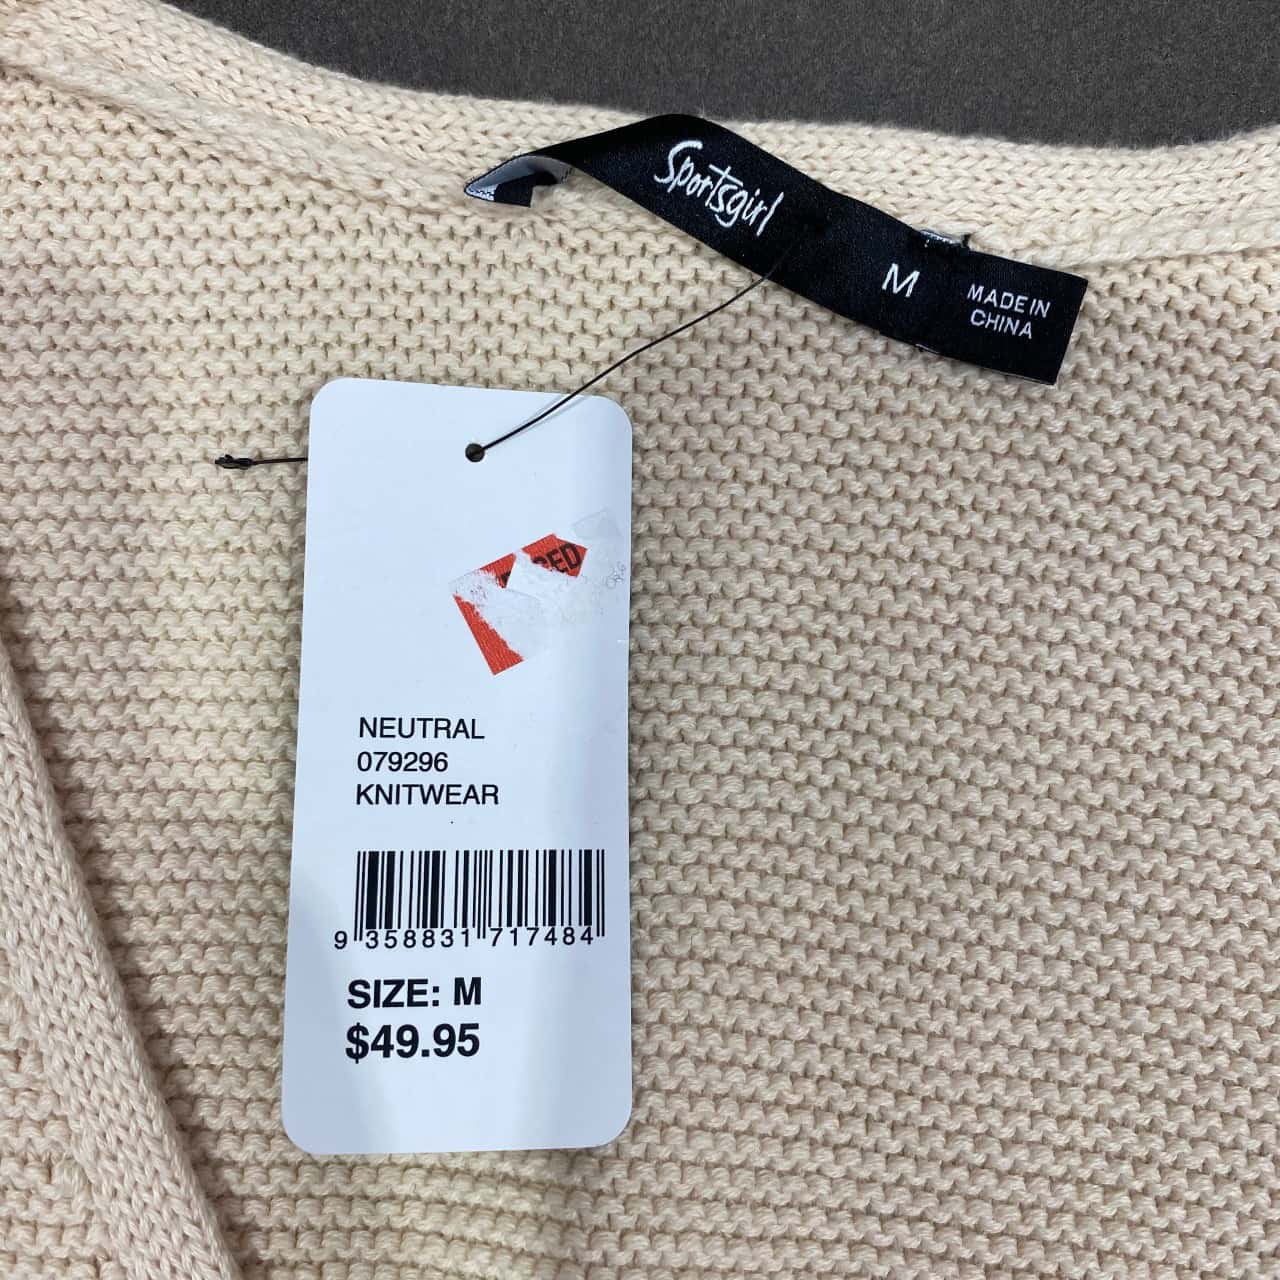 Sportsgirl
M
MADE IN
CHINA
NEUTRAL
079296
KNITWEAR
9 358831 717484
SIZE: M
$49.95